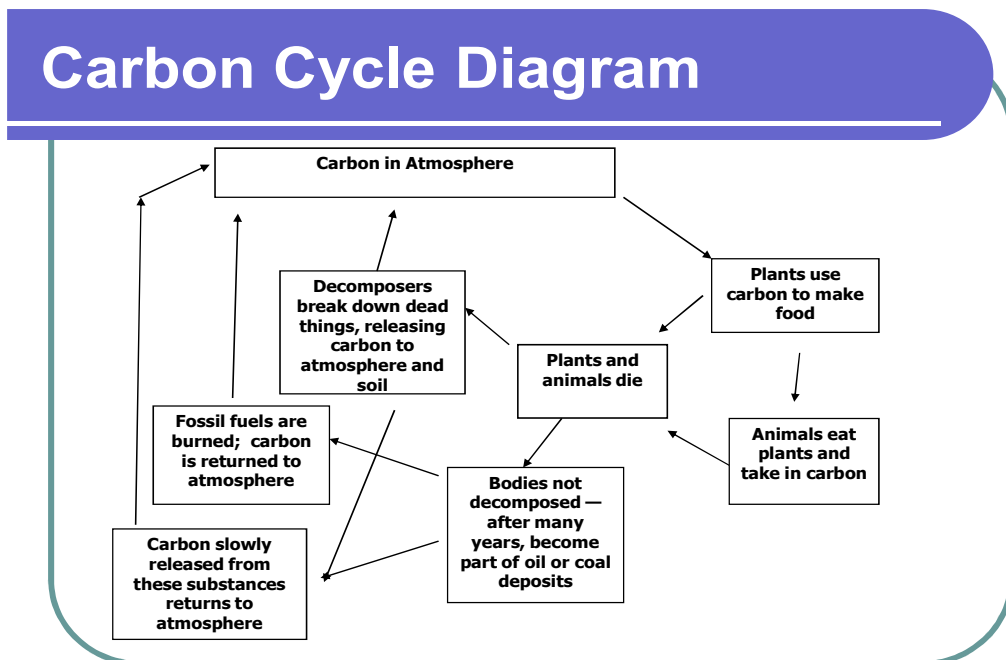 Carbon Cycle Diagram
Carbon in Atmosphere
Plants use
carbon to make
food
Decomposers
break down dead
things, releasing
carbon to
atmosphere and
soil
Plants and
animals die
Animals eat
plants and
take in carbon
Fossil fuels are
burned;  carbon
is returned to
atmosphere
Bodies not
decomposed —
after many
years, become
part of oil or coal
deposits
Carbon slowly
released from
these substances
returns to
atmosphere